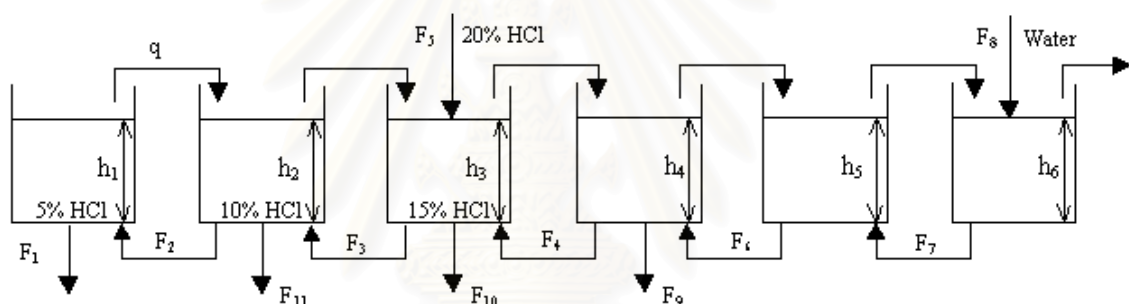 q
F₅
20% HCl
F₈
Water
h₁
h₂
h₃
h₄
h₅
h₆
5% HCl
10% HCl
15% HCl
F₁
F₂
F₃
F₄
F₆
F₇
F₁₁
F₁₀
F₉